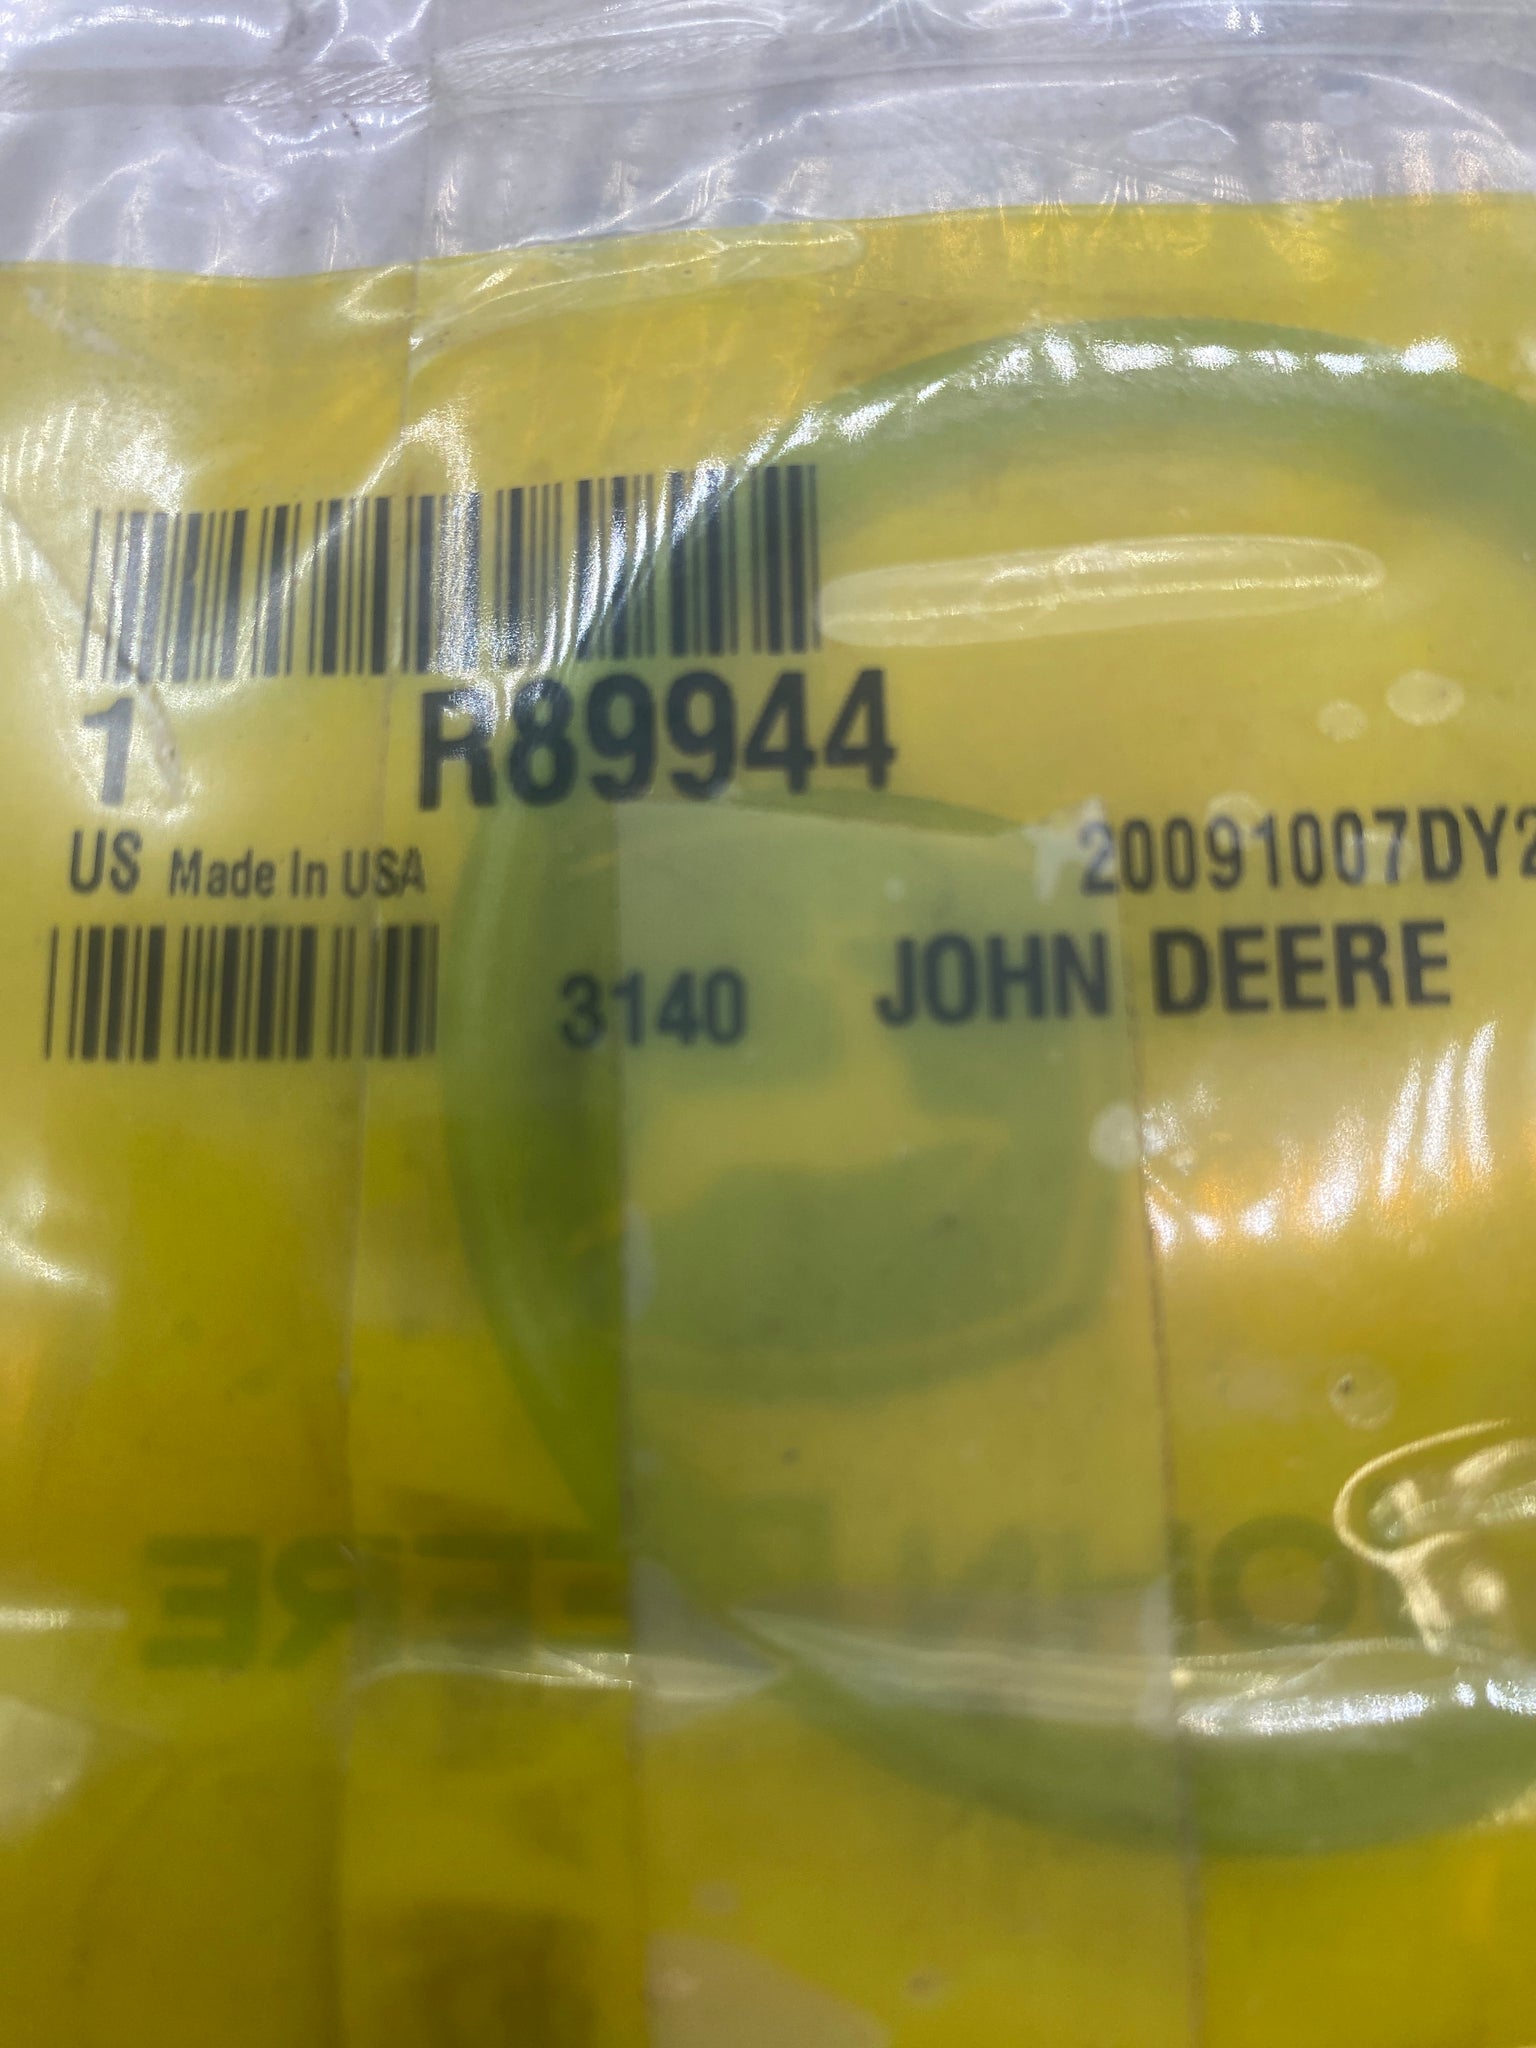 1 R89944
US Made In USA 20091007DY2
3140 JOHN DEERE